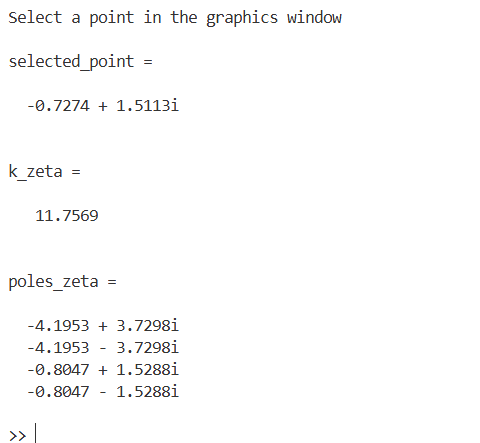 Select a point in the graphics window
selected_point =
-0.7274 + 1.5113i
k_zeta =
11.7569
poles_zeta =
-4.1953 + 3.7298i
-4.1953 - 3.7298i
-0.8047 + 1.5288i
-0.8047 - 1.5288i
>>